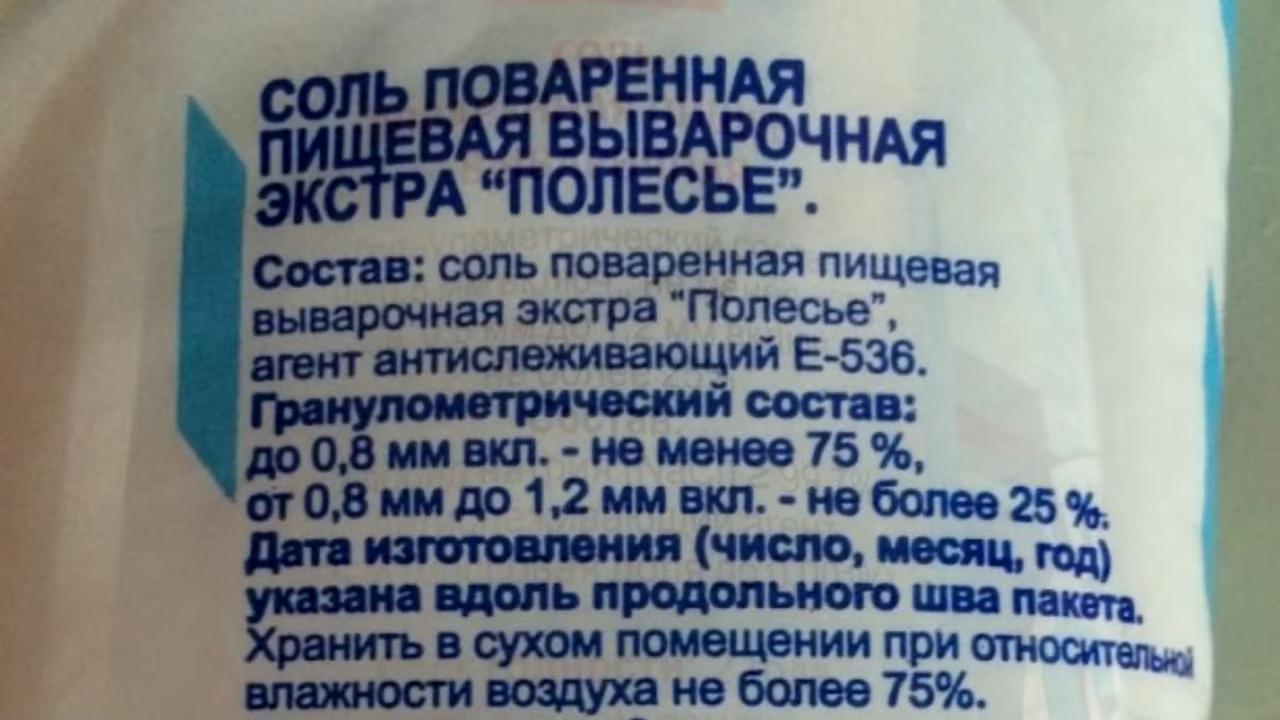 СОЛЬ ПОВАРЕННАЯ
ПИЩЕВАЯ ВЫВАРОЧНАЯ
ЭКСТРА “ПОЛЕСЬЕ”.
Состав: соль поваренная пищевая
выварочная экстра “Полесье”,
агент антислеживающий Е-536.
Гранулометрический состав:
до 0,8 мм вкл. - не менее 75 %,
от 0,8 мм до 1,2 мм вкл. - не более 25 %.
Дата изготовления (число, месяц, год)
указана вдоль продольного шва пакета.
Хранить в сухом помещении при относительной
влажности воздуха не более 75%.